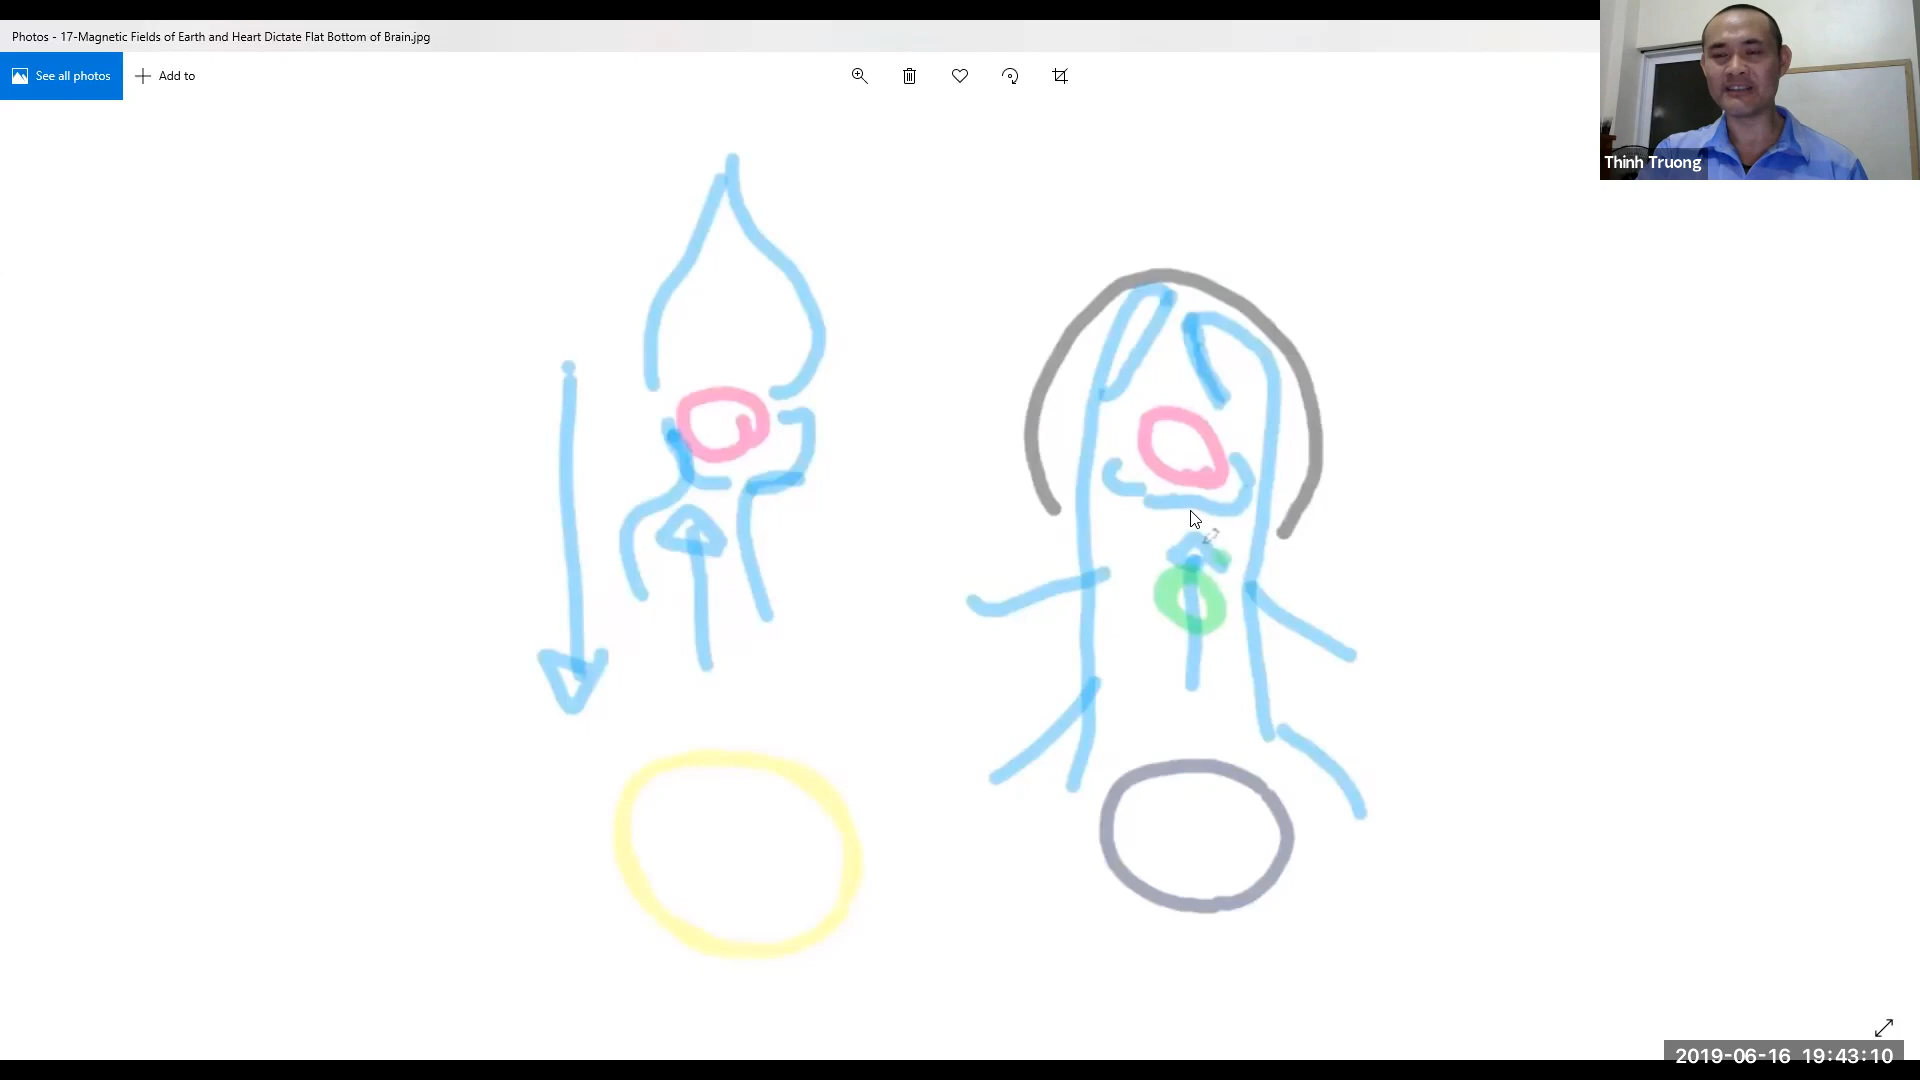 Photos - 17-Magnetic Fields of Earth and Heart Dictate Flat Bottom of Brain.jpg
See all photos
Add to
Thinh Truong
2019-06-16 19:43:10